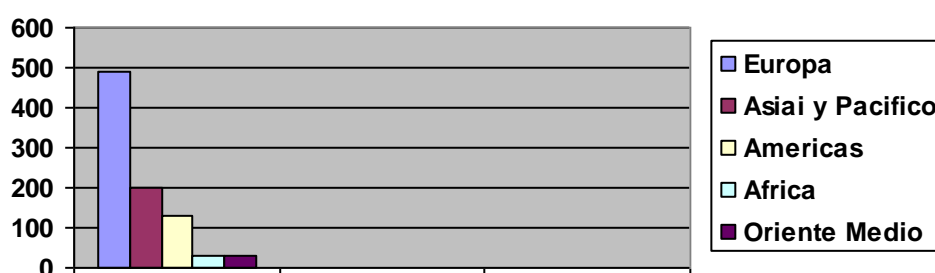 600
500
400
300
200
100
0
Europa
Asiai y Pacifico
Americas
Africa
Oriente Medio